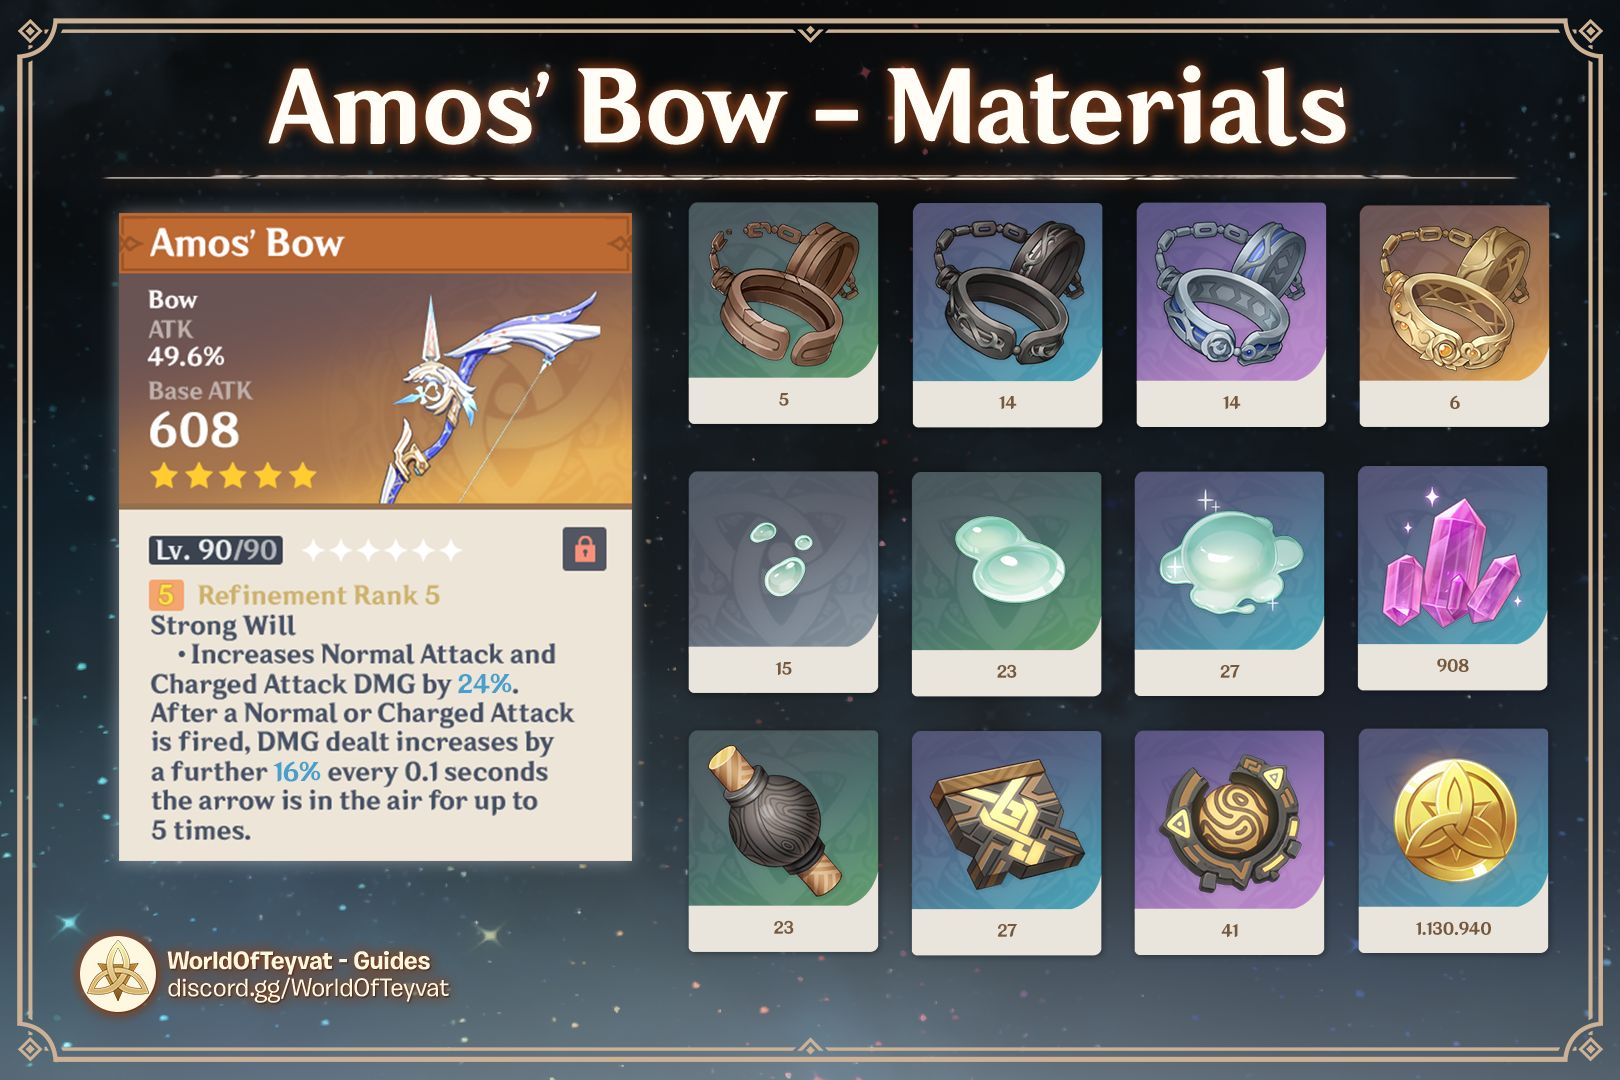 Amos’ Bow – Materials
Amos’ Bow
Bow
ATK
49.6%
Base ATK
608
Lv. 90/90
5 Refinement Rank 5
Strong Will
• Increases Normal Attack and
Charged Attack DMG by 24%.
After a Normal or Charged Attack
is fired, DMG dealt increases by
a further 16% every 0.1 seconds
the arrow is in the air for up to
5 times.
5
14
14
6
15
23
27
908
23
27
41
1.130.940
WorldOfTeyvat - Guides
discord.gg/WorldOfTeyvat